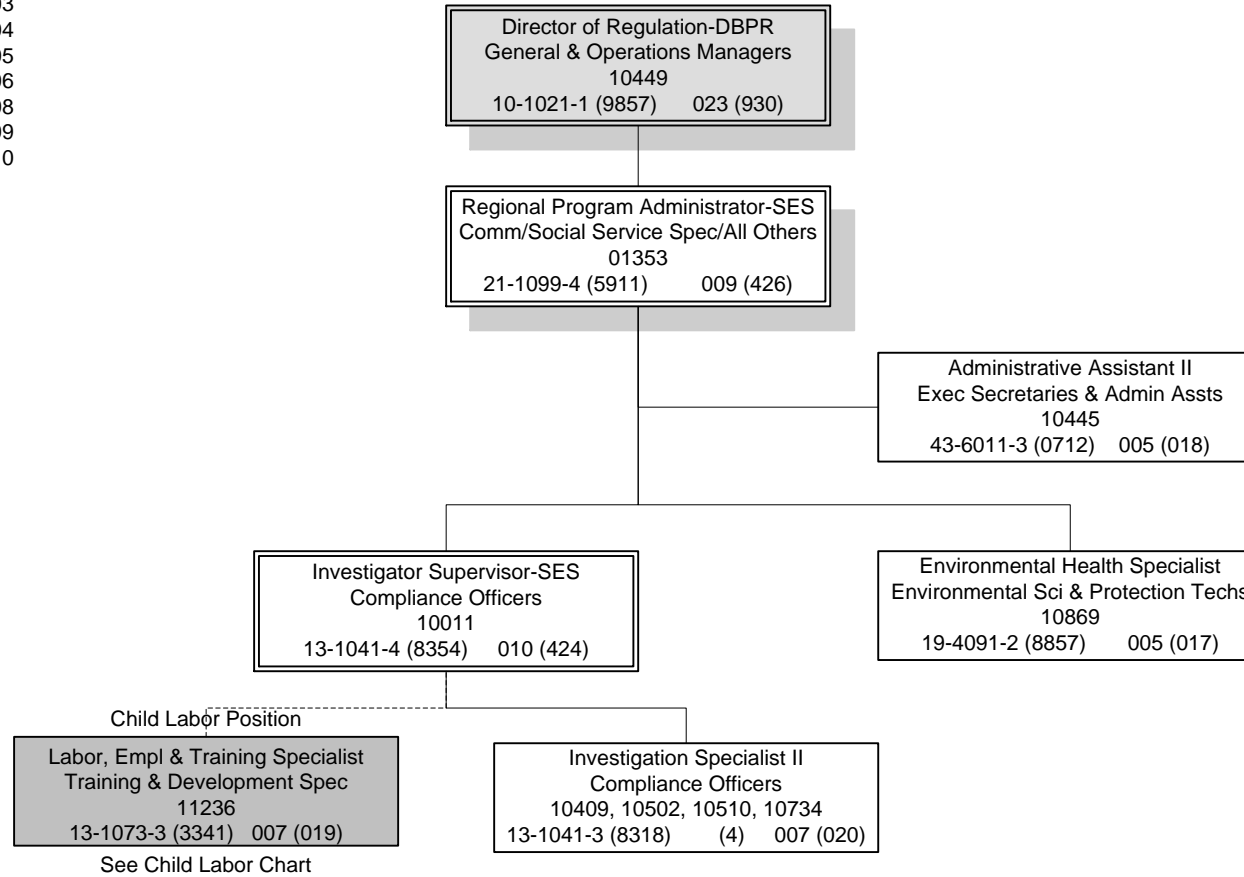 Director of Regulation-DBPR
General & Operations Managers
10449
10-1021-1 (9857) 023 (930)
Regional Program Administrator-SES
Comm/Social Service Spec/All Others
01353
21-1099-4 (5911) 009 (426)
Administrative Assistant II
Exec Secretaries & Admin Assts
10445
43-6011-3 (0712) 005 (018)
Investigator Supervisor-SES
Compliance Officers
10011
13-1041-4 (8354) 010 (424)
Environmental Health Specialist
Environmental Sci & Protection Techs
10869
19-4091-2 (8857) 005 (017)
Child Labor Position
Labor, Empl & Training Specialist
Training & Development Spec
11236
13-1073-3 (3341) 007 (019)
See Child Labor Chart
Investigation Specialist II
Compliance Officers
10409, 10502, 10510, 10734
13-1041-3 (8318) (4) 007 (020)